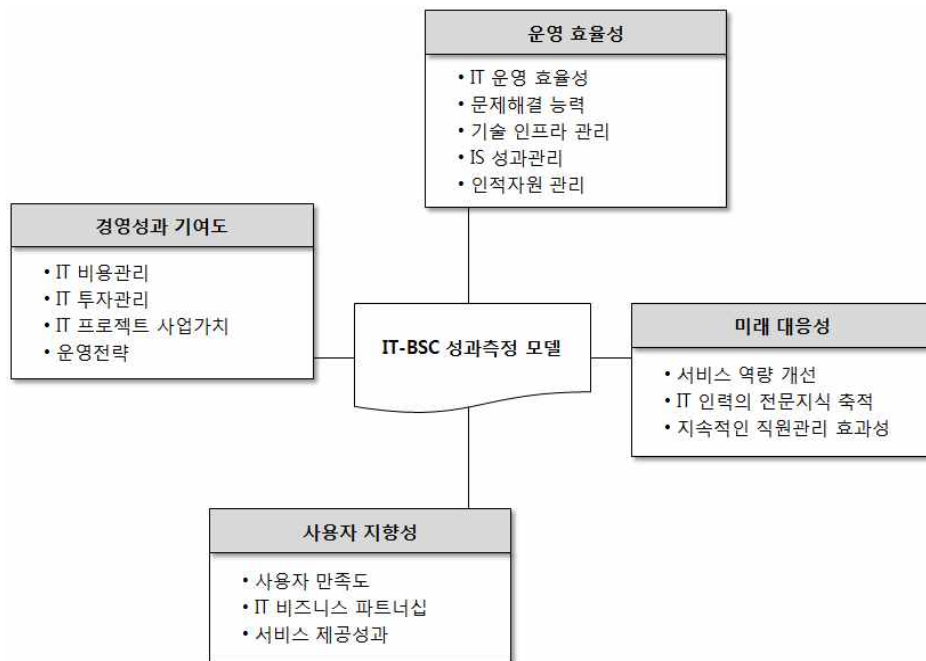 운영 효율성
• IT 운영 효율성
• 문제해결 능력
• 기술 인프라 관리
• IS 성과관리
• 인적자원 관리
경영성과 기여도
• IT 비용관리
• IT 투자관리
• IT 프로젝트 사업가치
• 운영전략
IT-BSC 성과측정 모델
미래 대응성
• 서비스 역량 개선
• IT 인력의 전문지식 축적
• 지속적인 직원관리 효과성
사용자 지향성
• 사용자 만족도
• IT 비즈니스 파트너십
• 서비스 제공성과